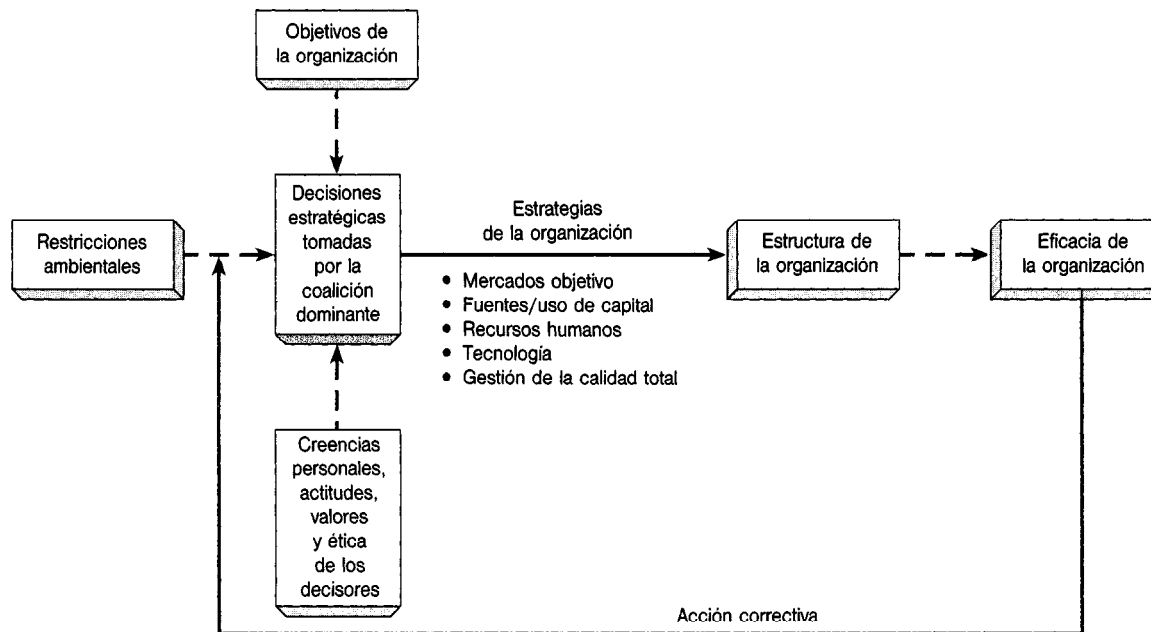 Objetivos de
la organización
Decisiones
estratégicas
tomadas
por la
coalición
dominante
Restricciones
ambientales
Estrategias
de la organización
• Mercados objetivo
• Fuentes/uso de capital
• Recursos humanos
• Tecnología
• Gestión de la calidad total
Estructura de
la organización
Eficacia de
la organización
Creencias
personales,
actitudes,
valores
y ética
de los
decisores
Acción correctiva